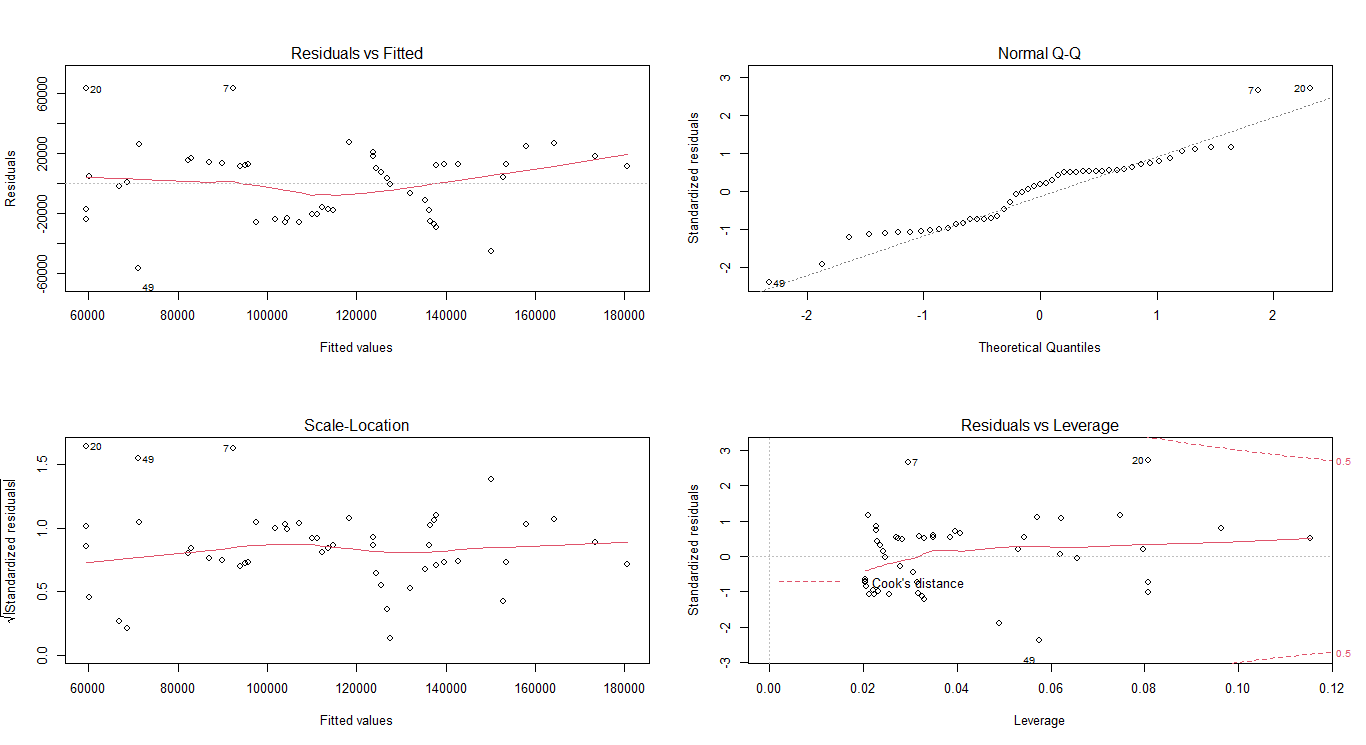 Residuals vs Fitted
Residuals
60000
20000
-20000
-60000
20
7
49
60000 80000 100000 120000 140000 160000 180000
Fitted values
Normal Q-Q
Standardized residuals
3
2
1
0
-1
-2
7
20
49
-2 -1 0 1 2
Theoretical Quantiles
Scale-Location
√|Standardized residuals|
1.5
1.0
0.5
0.0
20
49
7
60000 80000 100000 120000 140000 160000 180000
Fitted values
Residuals vs Leverage
Standardized residuals
3
2
1
0
-1
-2
-3
7
20
0.5
Cook's distance
49
0.5
0.00 0.02 0.04 0.06 0.08 0.10 0.12
Leverage